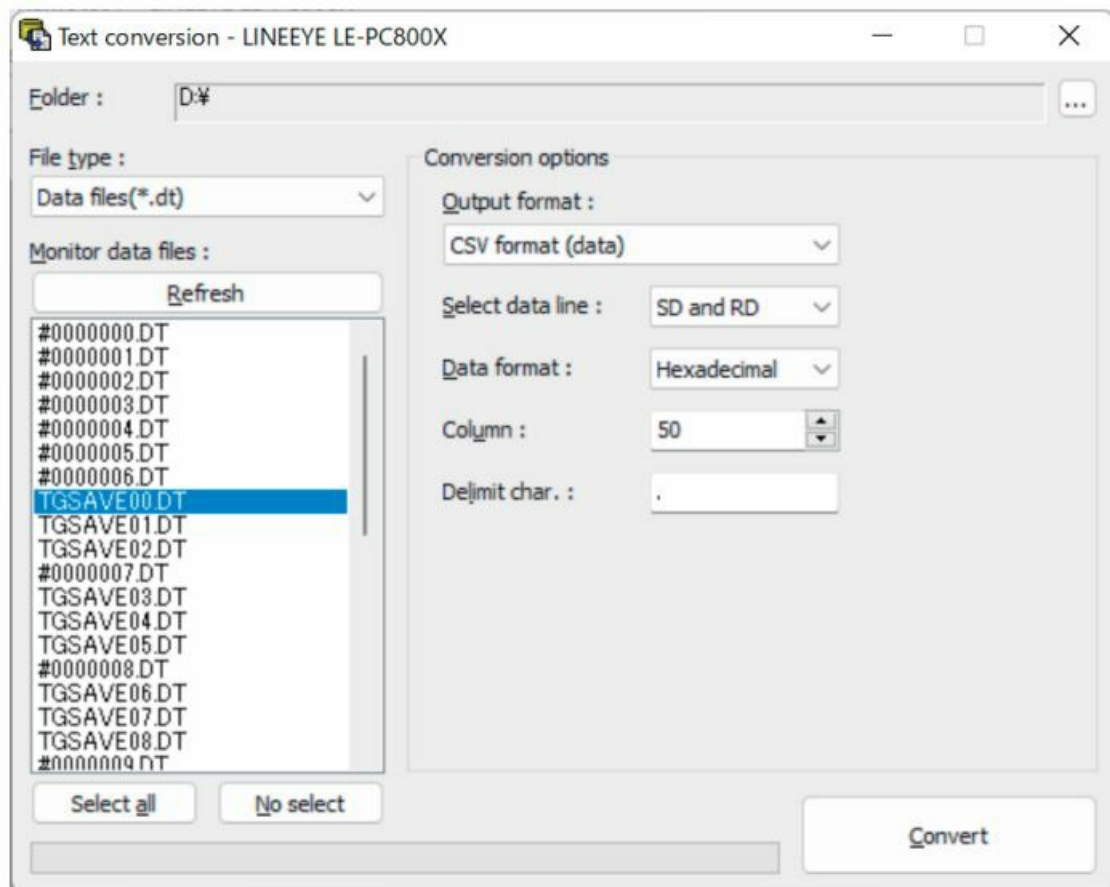 Text conversion - LINEEYE LE-PC800X
Folder :
D:¥
...
File type :
Data files(*.dt)
Monitor data files :
Refresh
#0000000.DT
#0000001.DT
#0000002.DT
#0000003.DT
#0000004.DT
#0000005.DT
#0000006.DT
TGSAVE00.DT
TGSAVE01.DT
TGSAVE02.DT
#0000007.DT
TGSAVE03.DT
TGSAVE04.DT
TGSAVE05.DT
#0000008.DT
TGSAVE06.DT
TGSAVE07.DT
TGSAVE08.DT
#0000009.DT
Select all
No select
Conversion options
Output format :
CSV format (data)
Select data line :
SD and RD
Data format :
Hexadecimal
Column :
50
Delimit char. :
,
Convert